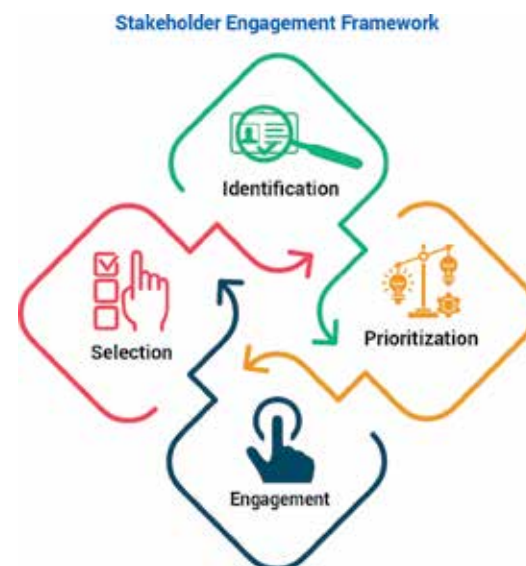 Stakeholder Engagement Framework
Identification
Prioritization
Selection
Engagement